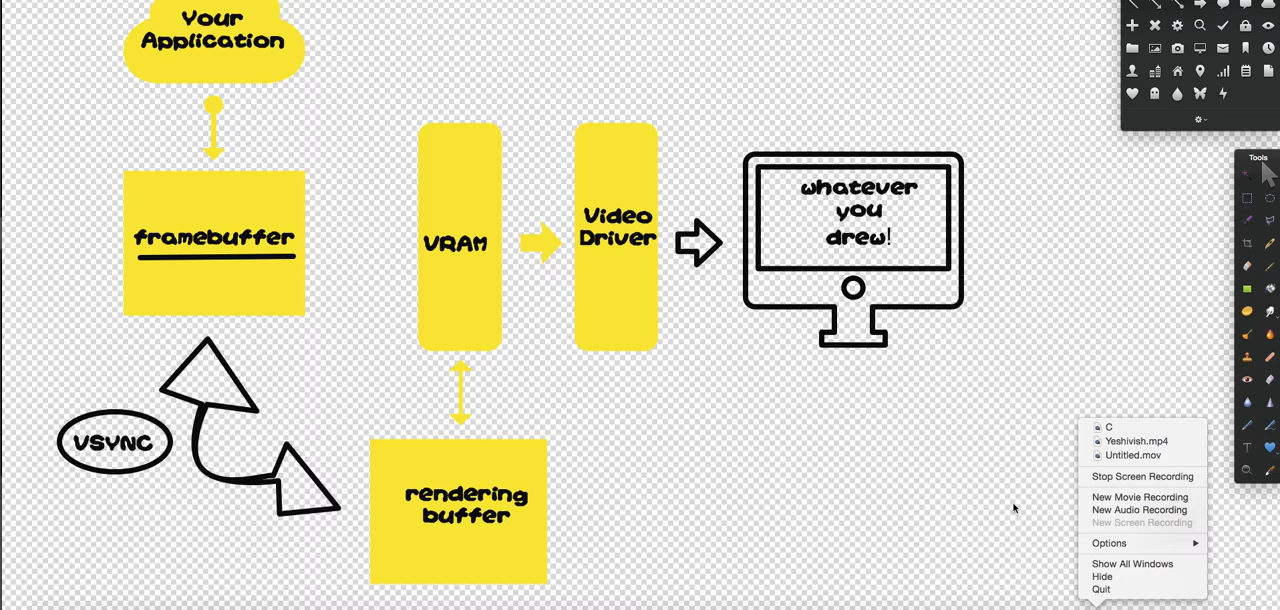 Your
Application
framebuffer
VRAM
Video
Driver
whatever
you
drew!
VSYNC
rendering
buffer
Tools
C
Yeshivish.mp4
Untitled.mov
Stop Screen Recording
New Movie Recording
New Audio Recording
New Screen Recording
Options
Show All Windows
Hide
Quit